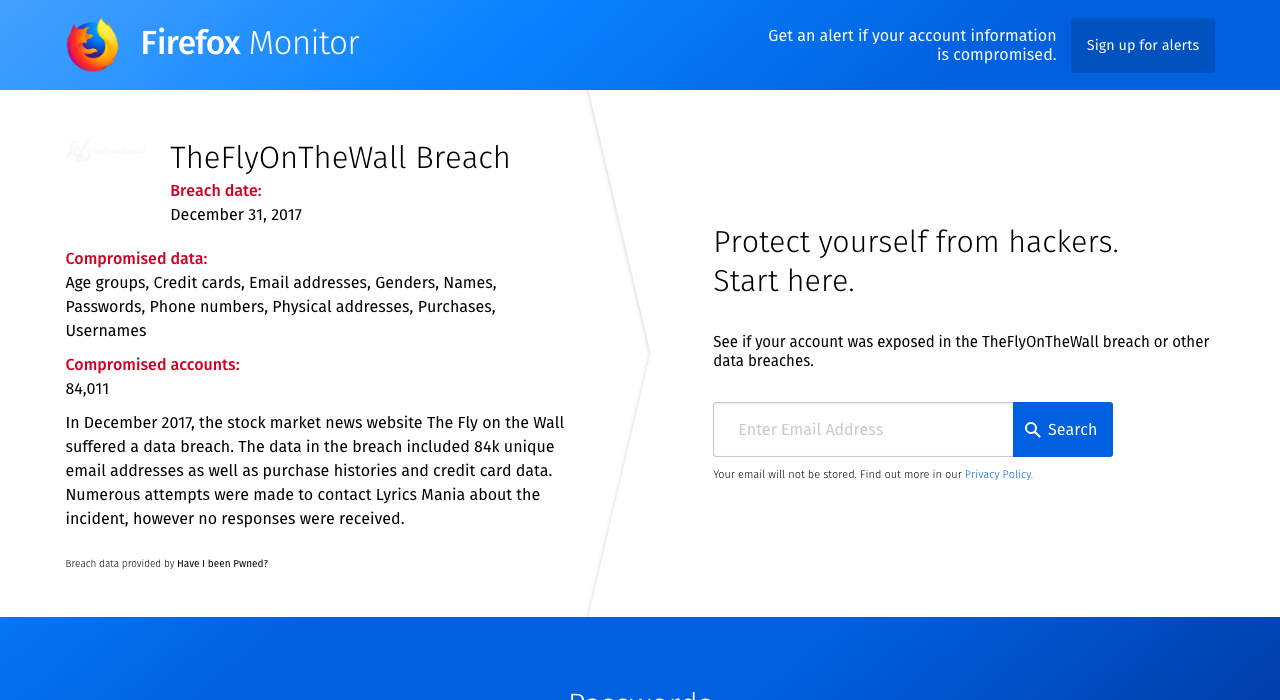 Firefox Monitor
Get an alert if your account information
is compromised.
Sign up for alerts
TheFlyOnTheWall Breach
Breach date:
December 31, 2017
Compromised data:
Age groups, Credit cards, Email addresses, Genders, Names,
Passwords, Phone numbers, Physical addresses, Purchases,
Usernames
Compromised accounts:
84,011
In December 2017, the stock market news website The Fly on the Wall
suffered a data breach. The data in the breach included 84k unique
email addresses as well as purchase histories and credit card data.
Numerous attempts were made to contact Lyrics Mania about the
incident, however no responses were received.
Breach data provided by Have I been Pwned?
Protect yourself from hackers.
Start here.
See if your account was exposed in the TheFlyOnTheWall breach or other
data breaches.
Enter Email Address
Search
Your email will not be stored. Find out more in our Privacy Policy.
Passwords